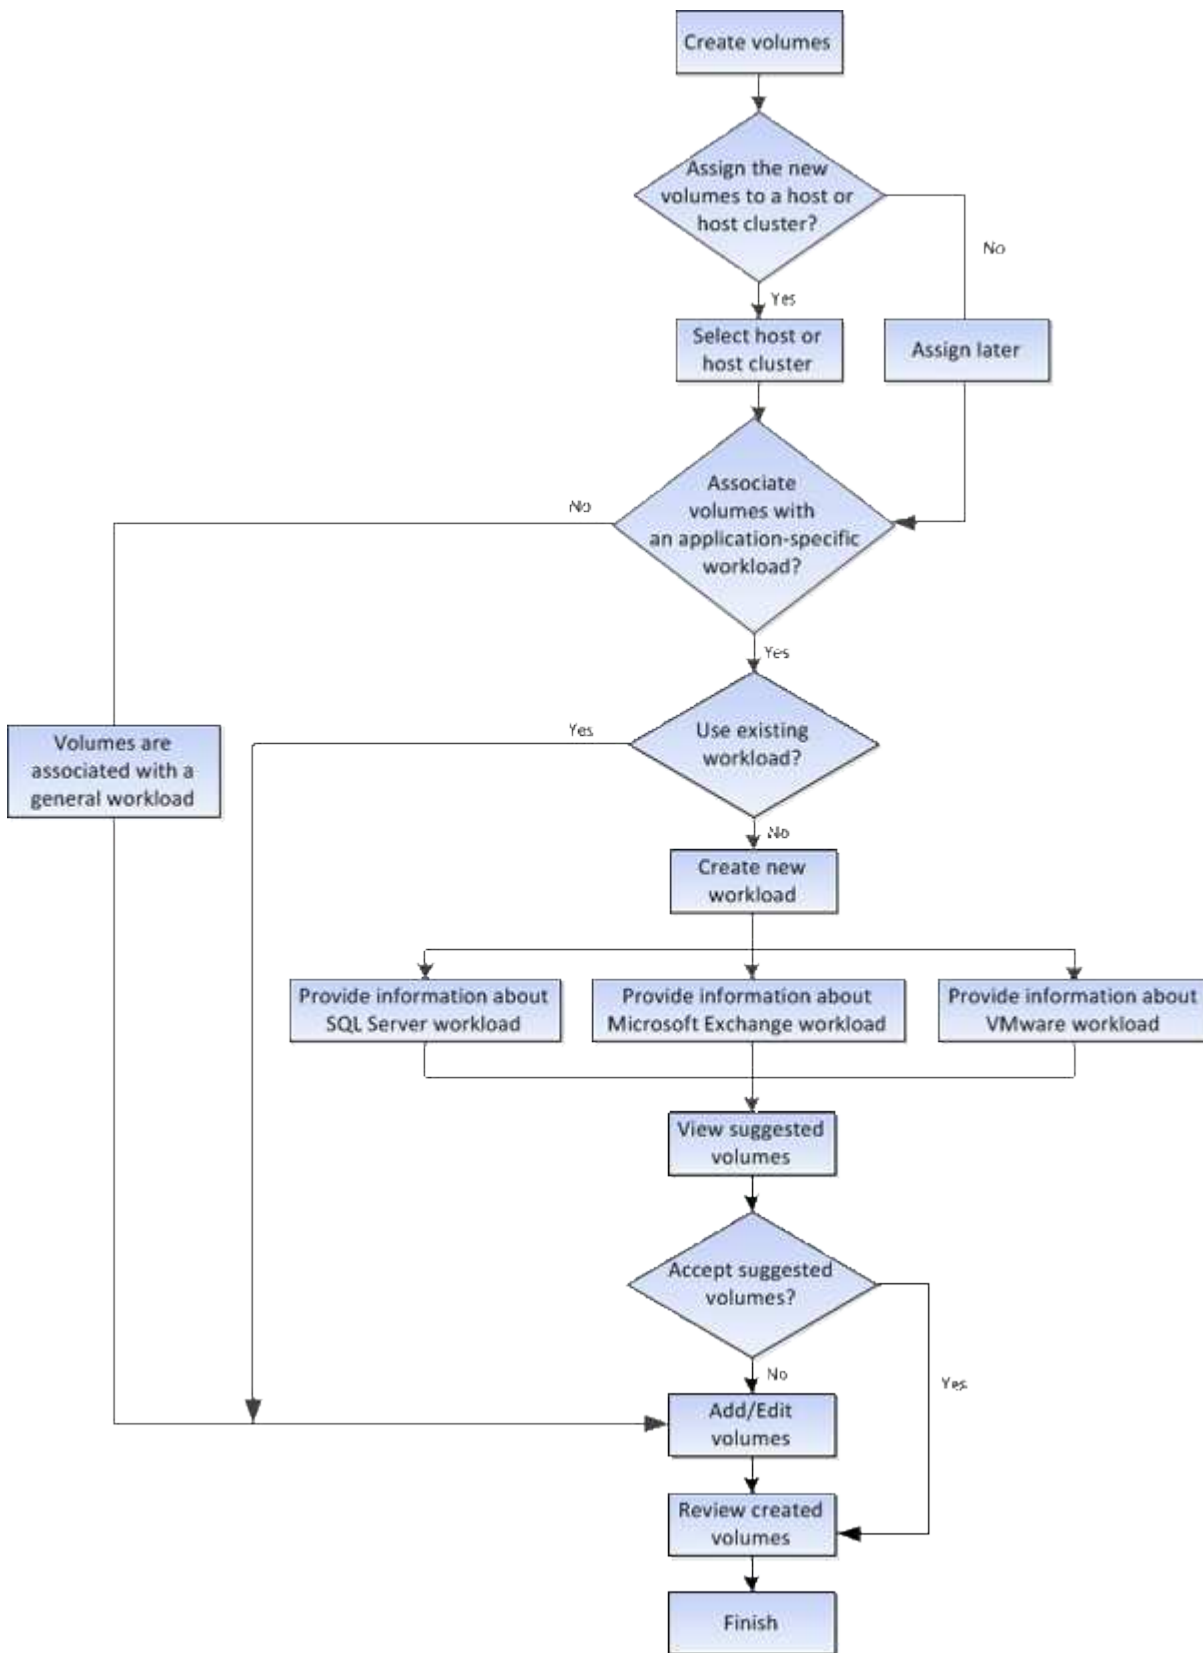 Create volumes
Assign the new
volumes to a host or
host cluster?
No
Yes
Select host or
host cluster
Assign later
Associate
volumes with
an application-specific
workload?
No
Yes
Use existing
workload?
Yes
Volumes are
associated with a
general workload
No
Create new
workload
Provide information about
SQL Server workload
Provide information about
Microsoft Exchange workload
Provide information about
VMware workload
View suggested
volumes
Accept suggested
volumes?
No
Yes
Add/Edit
volumes
Review created
volumes
Finish